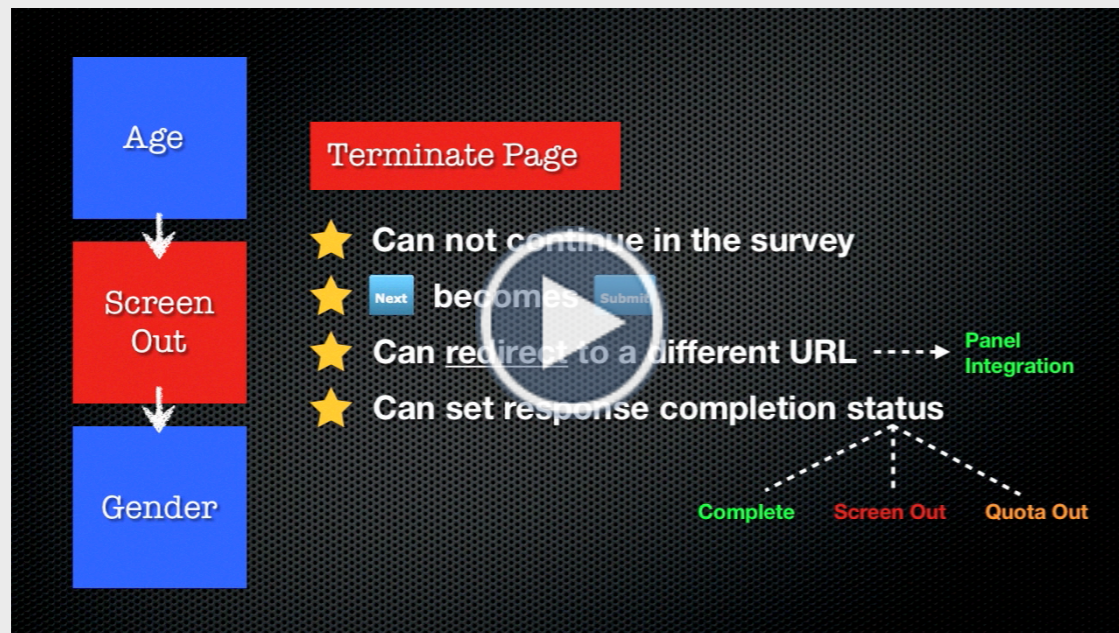 Age
Screen
Out
Gender
Terminate Page
Can not continue in the survey
Next becomes Submit
Can redirect to a different URL
Panel
Integration
Can set response completion status
Complete Screen Out Quota Out